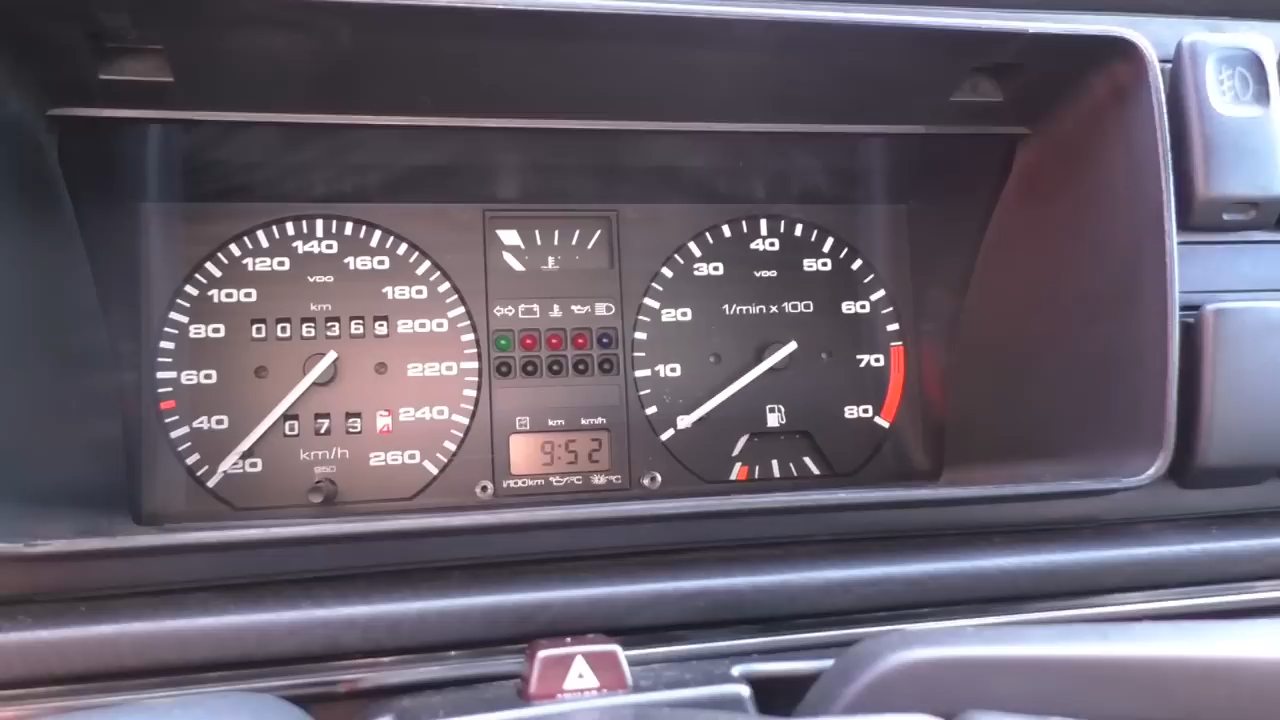 140
120 160
VDO
100 180
km
80 006369 200
60 220
40 073 240
km/h
20 260
km km/h
9:52
l/100km °C °C
40
30 50
VDO
20 1/min x 100 60
10 70
80